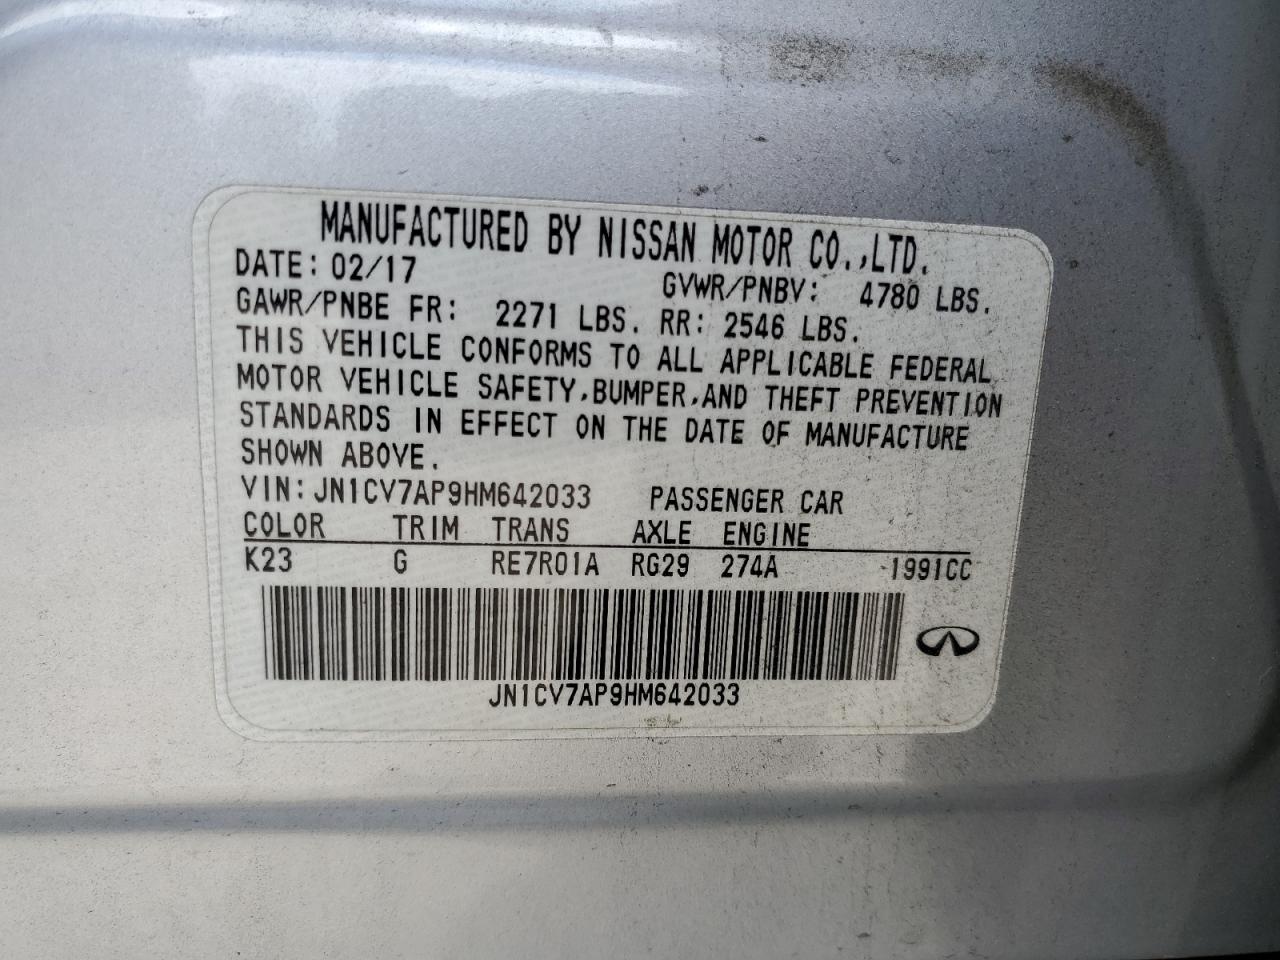 MANUFACTURED BY NISSAN MOTOR CO.,LTD.
DATE: 02/17 GVWR/PNBV: 4780 LBS.
GAWR/PNBE FR: 2271 LBS. RR: 2546 LBS.
THIS VEHICLE CONFORMS TO ALL APPLICABLE FEDERAL
MOTOR VEHICLE SAFETY,BUMPER,AND THEFT PREVENTION
STANDARDS IN EFFECT ON THE DATE OF MANUFACTURE
SHOWN ABOVE.
VIN: JN1CV7AP9HM642033 PASSENGER CAR
COLOR TRIM TRANS AXLE ENGINE
K23 G RE7R01A RG29 274A -1991CC
JN1CV7AP9HM642033